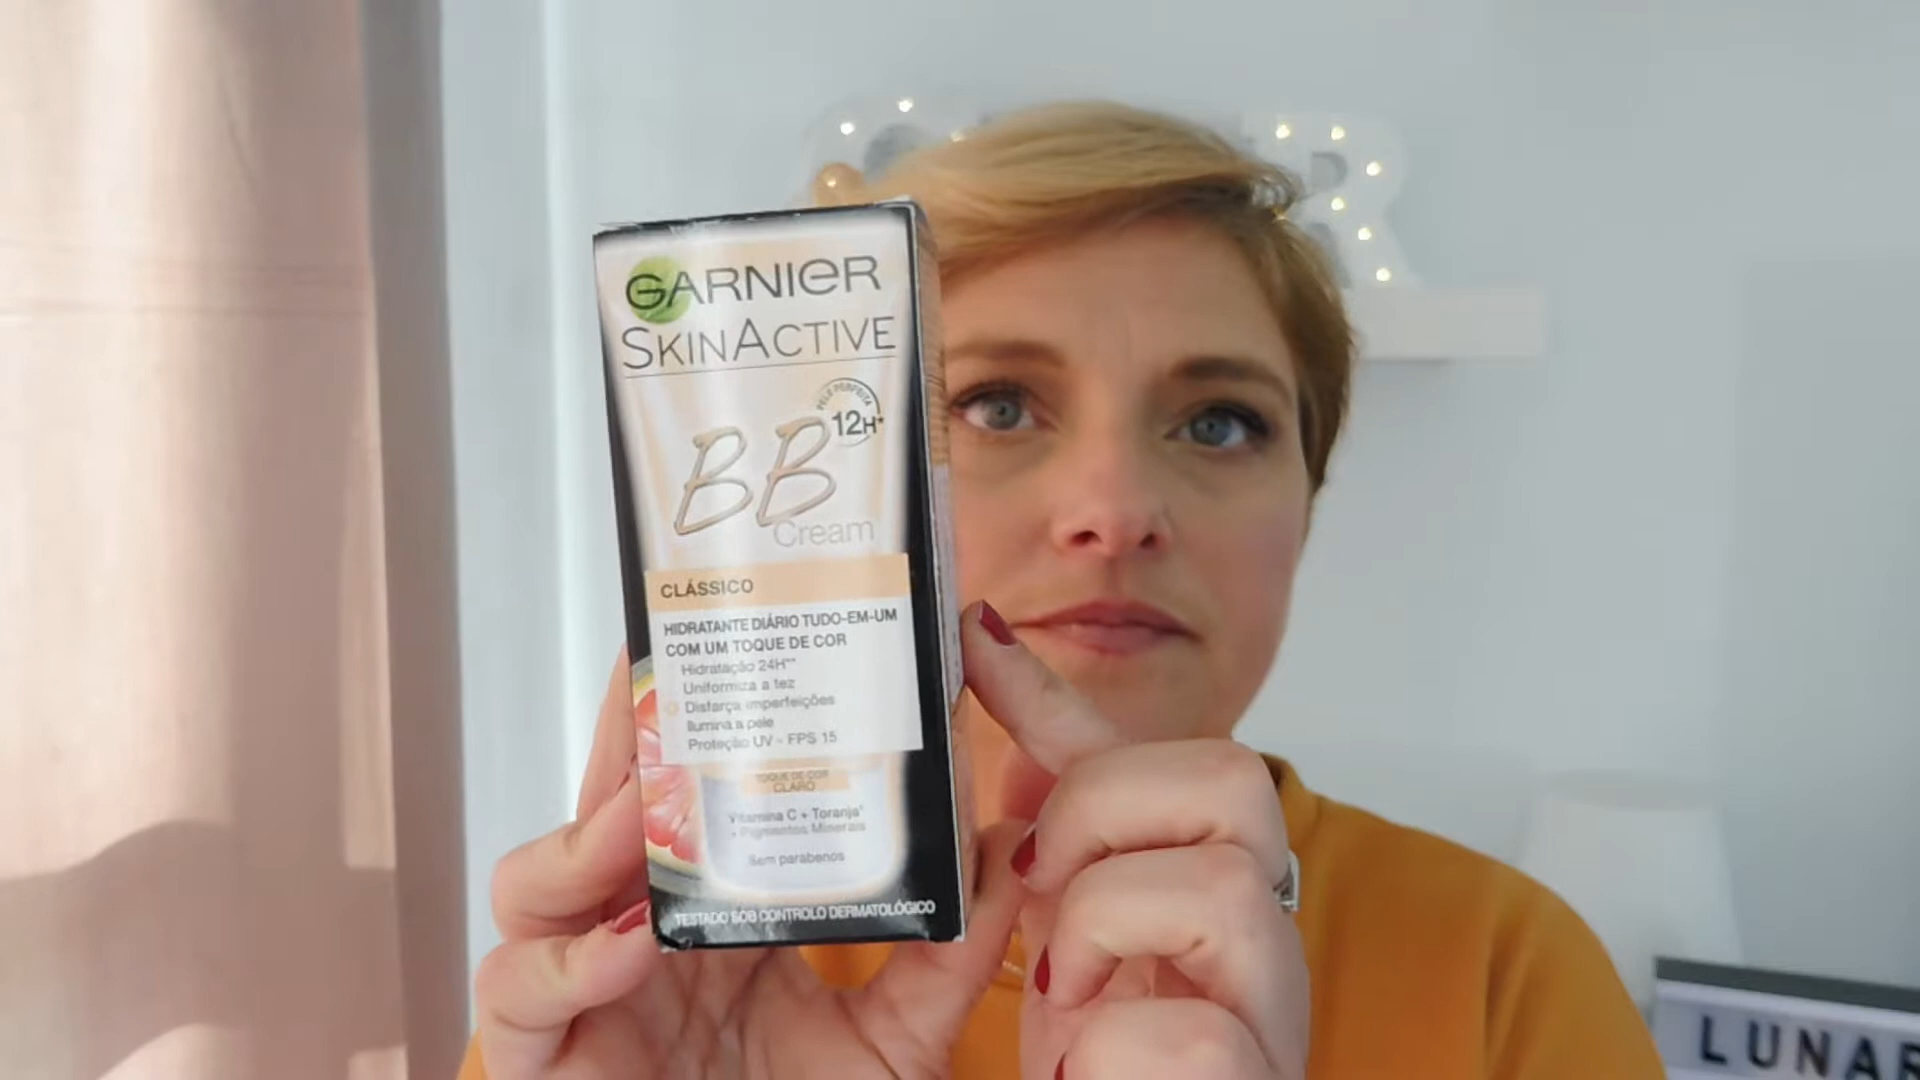 GARNIER
SKINACTIVE
PELE PERFEITA
12H*
BB
Cream
CLÁSSICO
HIDRATANTE DIÁRIO TUDO-EM-UM
COM UM TOQUE DE COR
Hidratação 24H**
Uniformiza a tez
Disfarça imperfeições
Ilumina a pele
Proteção UV - FPS 15
TOQUE DE COR
CLARO
Vitamina C + Toranja*
+ Pigmentos Minerais
Sem parabenos
TESTADO SOB CONTROLO DERMATOLÓGICO
R
LUNAR